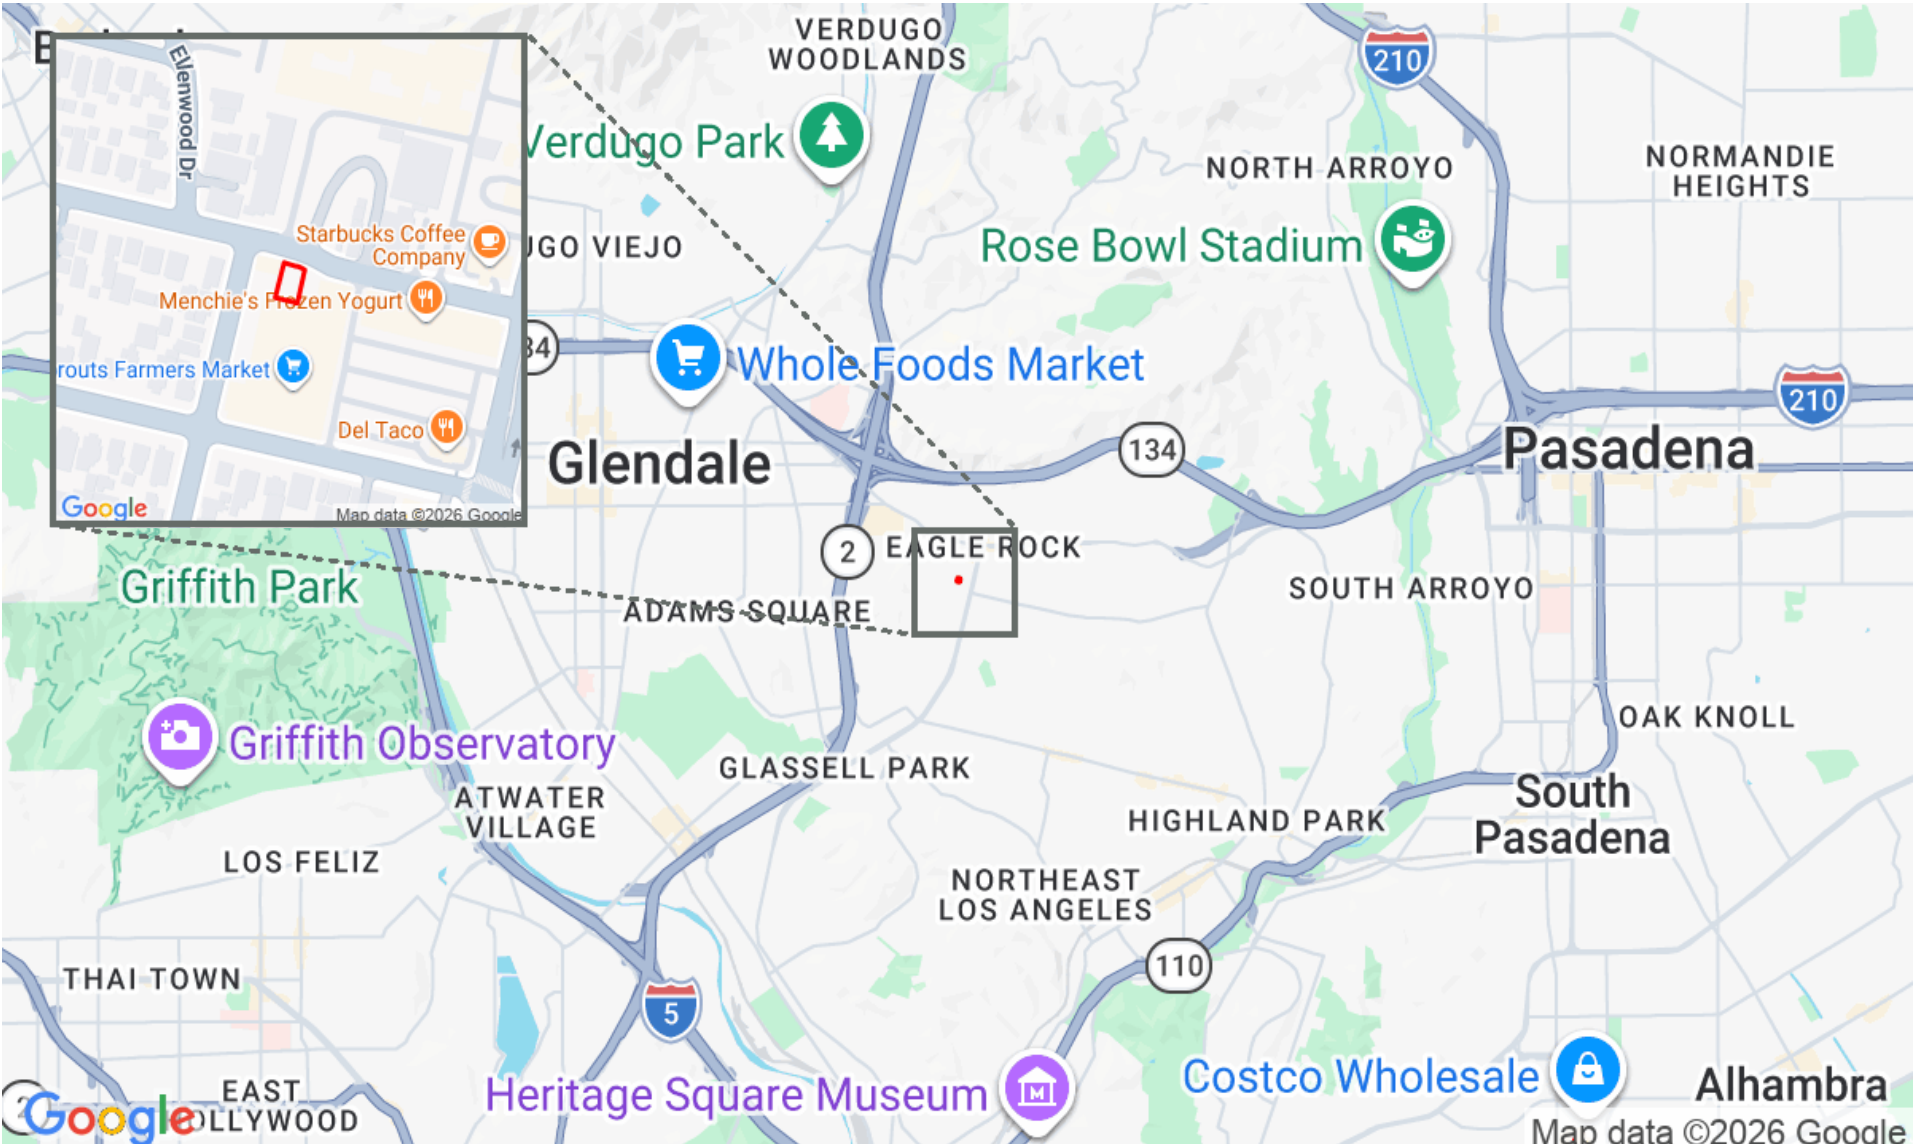 VERDUGO
WOODLANDS
210
Verdugo Park
NORTH ARROYO
NORMANDIE
HEIGHTS
Rose Bowl Stadium
Whole Foods Market
Glendale
134
210
Pasadena
2
EAGLE ROCK
SOUTH ARROYO
ADAMS SQUARE
Griffith Park
Griffith Observatory
GLASSELL PARK
OAK KNOLL
ATWATER
VILLAGE
South
Pasadena
HIGHLAND PARK
LOS FELIZ
NORTHEAST
LOS ANGELES
THAI TOWN
110
5
Heritage Square Museum
Costco Wholesale
Alhambra
EAST
Google
Map data ©2026 Google
Ellenwood Dr
Starbucks Coffee
Company
Menchie's Frozen Yogurt
routs Farmers Market
Del Taco
Google
Map data ©2026 Google
UGO VIEJO
34
OLLYWOOD